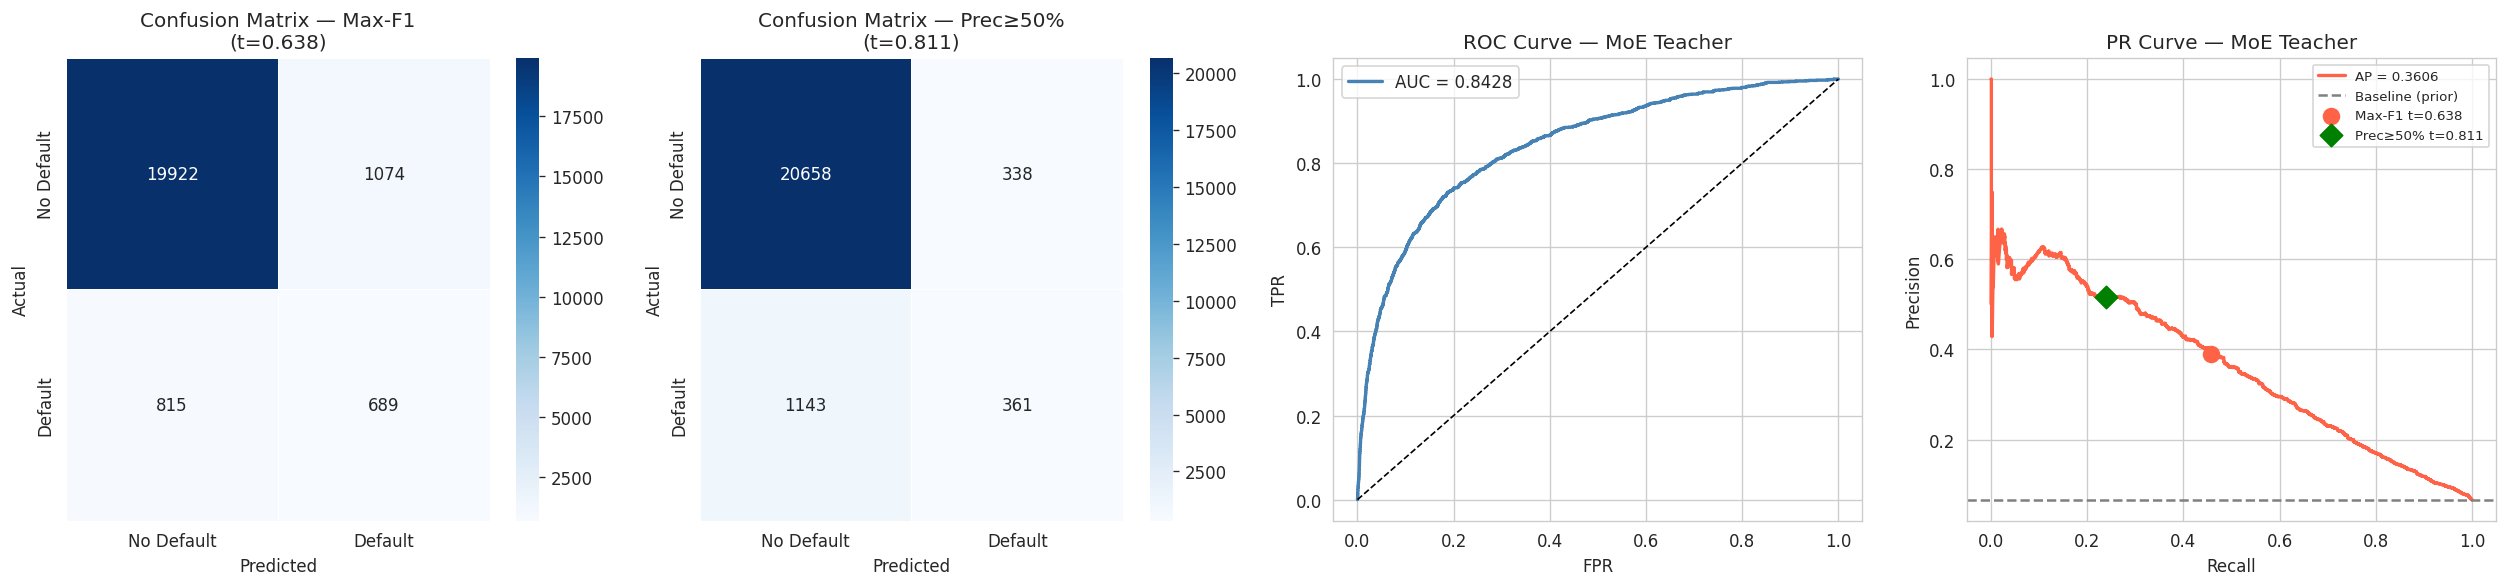 Confusion Matrix — Max-F1
(t=0.638)
Actual
No Default
Default
19922
1074
815
689
No Default
Default
Predicted
17500
15000
12500
10000
7500
5000
2500
Confusion Matrix — Prec≥50%
(t=0.811)
Actual
No Default
Default
20658
338
1143
361
No Default
Default
Predicted
20000
17500
15000
12500
10000
7500
5000
2500
ROC Curve — MoE Teacher
AUC = 0.8428
TPR
1.0
0.8
0.6
0.4
0.2
0.0
0.0
0.2
0.4
0.6
0.8
1.0
FPR
PR Curve — MoE Teacher
AP = 0.3606
Baseline (prior)
Max-F1 t=0.638
Prec≥50% t=0.811
Precision
1.0
0.8
0.6
0.4
0.2
0.0
0.2
0.4
0.6
0.8
1.0
Recall